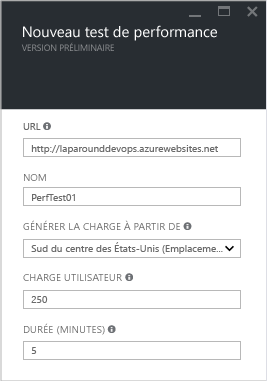 Nouveau test de performance
VERSION PRÉLIMINAIRE
URL
http://laparounddevops.azurewebsites.net
NOM
PerfTest01
GÉNÉRER LA CHARGE À PARTIR DE
Sud du centre des États-Unis (Emplaceme...
CHARGE UTILISATEUR
250
DURÉE (MINUTES)
5